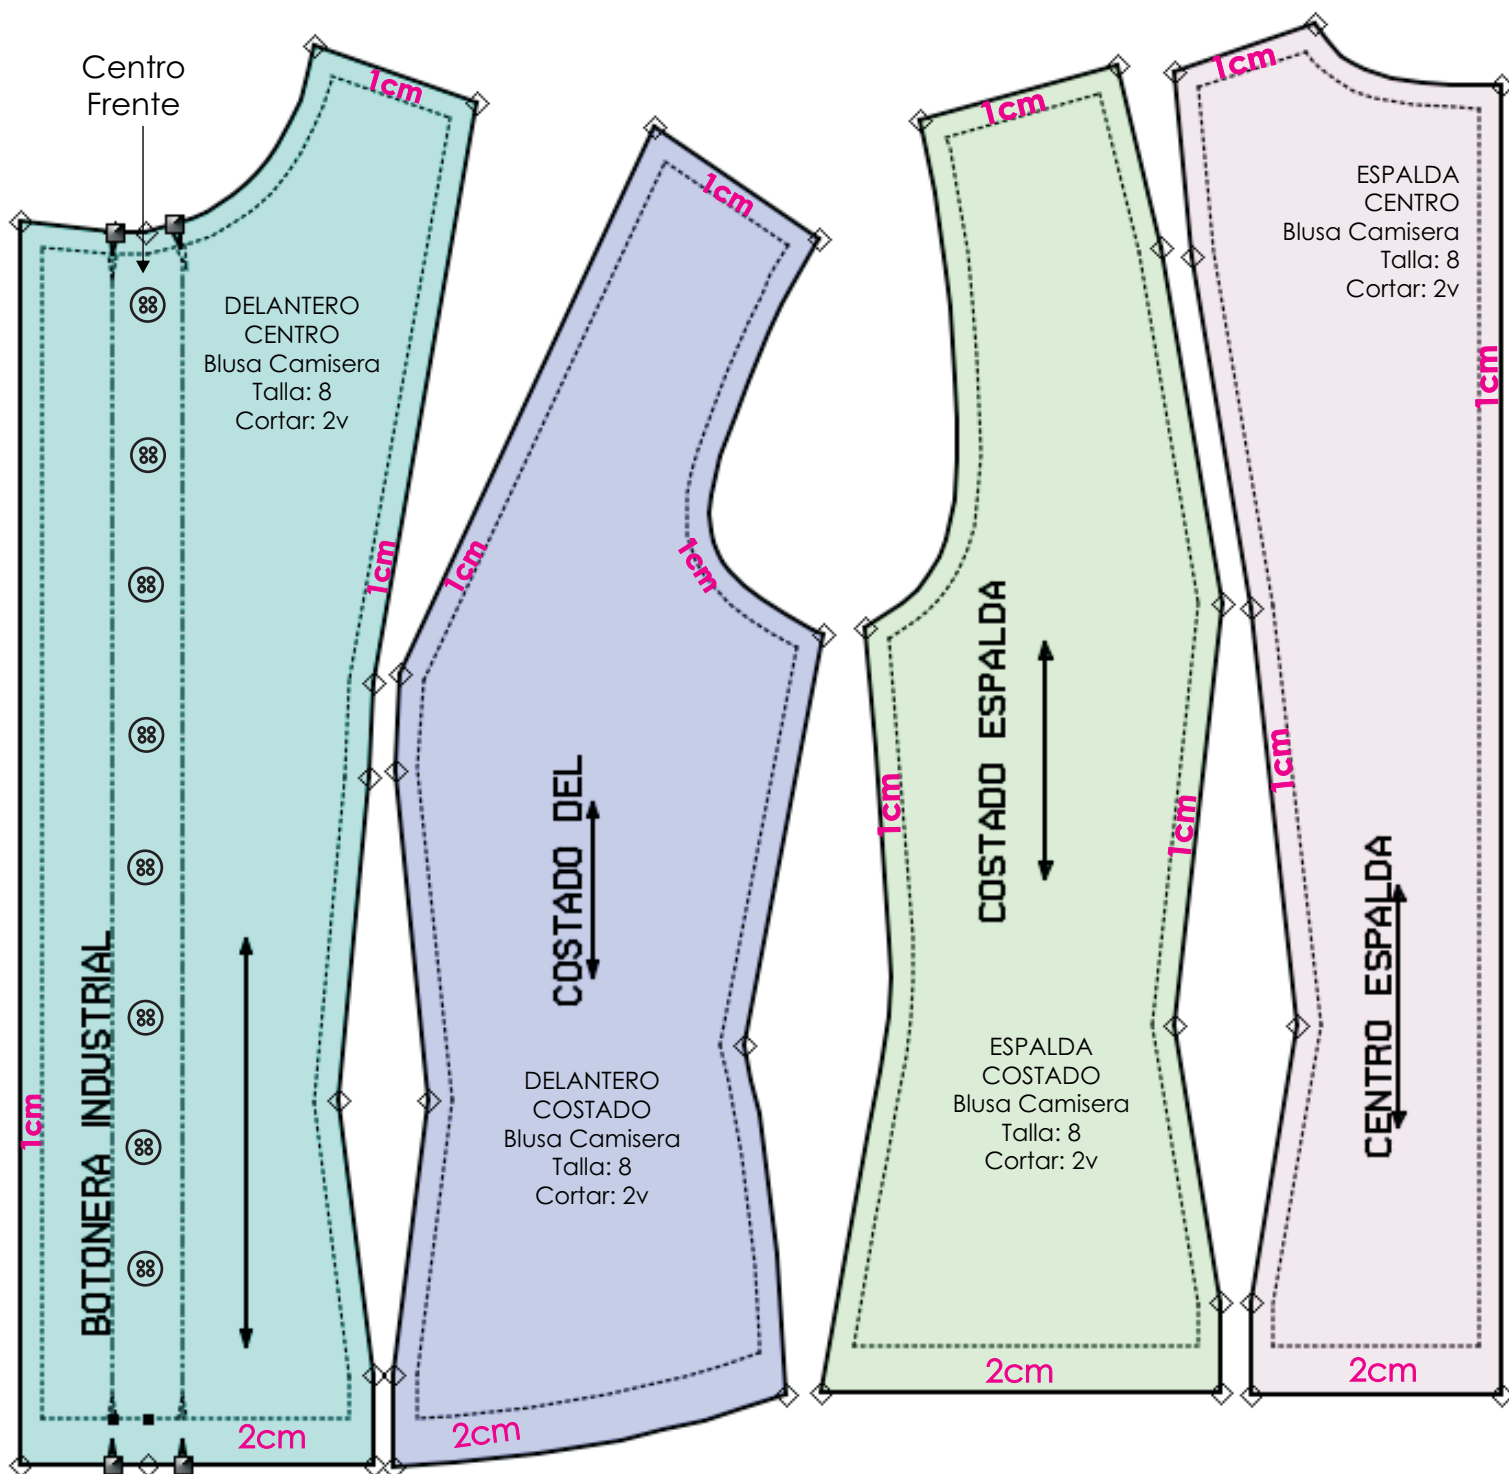 Centro
Frente
1cm
DELANTERO
CENTRO
Blusa Camisera
Talla: 8
Cortar: 2v
1cm
1cm
BOTONERA INDUSTRIAL
2cm
1cm
1cm
1cm
COSTADO DEL
DELANTERO
COSTADO
Blusa Camisera
Talla: 8
Cortar: 2v
2cm
1cm
COSTADO ESPALDA
1cm
1cm
ESPALDA
COSTADO
Blusa Camisera
Talla: 8
Cortar: 2v
2cm
1cm
ESPALDA
CENTRO
Blusa Camisera
Talla: 8
Cortar: 2v
1cm
1cm
CENTRO ESPALDA
2cm